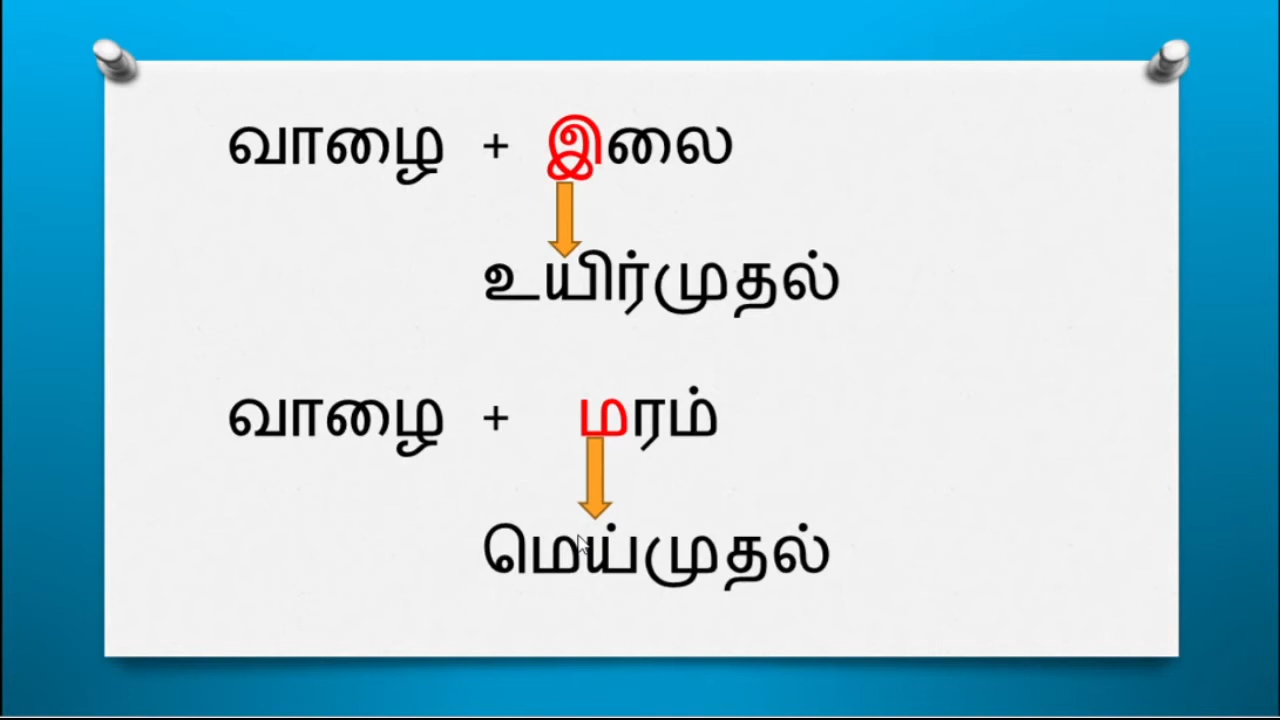 வாழை + இலை
உயிர்முதல்
வாழை + மரம்
மெய்முதல்